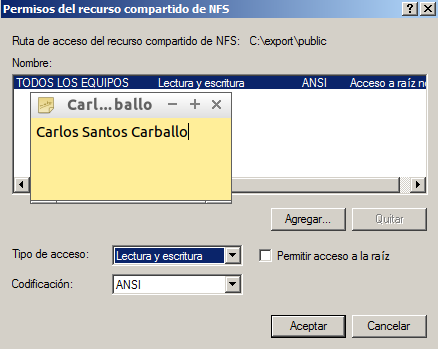 Permisos del recurso compartido de NFS
Ruta de acceso del recurso compartido de NFS: C:\export\public
Nombre:
TODOS LOS EQUIPOS Lectura y escritura ANSI Acceso a raíz
Carl...ballo
Carlos Santos Carballo
Agregar... Quitar
Tipo de acceso: Lectura y escritura Permitir acceso a la raíz
Codificación: ANSI
Aceptar Cancelar